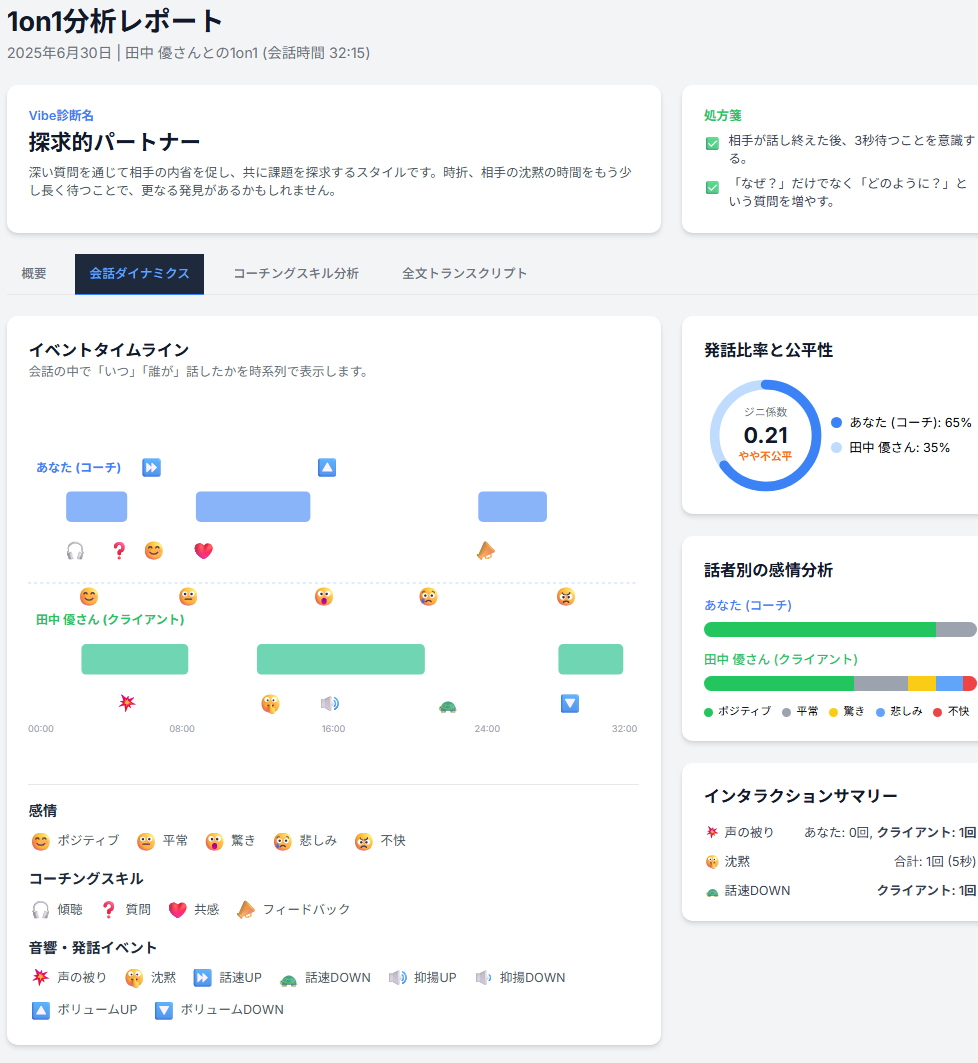 1on1分析レポート
2025年6月30日 | 田中 優さんとの1on1 (会話時間 32:15)
Vibe診断名
探求的パートナー
深い質問を通じて相手の内省を促し、共に課題を探求するスタイルです。時折、相手の沈黙の時間をもう少
し長く待つことで、更なる発見があるかもしれません。
処方箋
相手が話し終えた後、3秒待つことを意識す
る。
「なぜ？」だけでなく「どのように？」と
いう質問を増やす。
概要
会話ダイナミクス
コーチングスキル分析
全文トランスクリプト
イベントタイムライン
会話の中で「いつ」「誰が」話したかを時系列で表示します。
あなた (コーチ)
田中 優さん (クライアント)
00:00
08:00
16:00
24:00
32:00
感情
ポジティブ
平常
驚き
悲しみ
不快
コーチングスキル
傾聴
質問
共感
フィードバック
音響・発話イベント
声の被り
沈黙
話速UP
話速DOWN
抑揚UP
抑揚DOWN
ボリュームUP
ボリュームDOWN
発話比率と公平性
ジニ係数
0.21
やや不公平
あなた (コーチ): 65%
田中 優さん: 35%
話者別の感情分析
あなた (コーチ)
田中 優さん (クライアント)
ポジティブ
平常
驚き
悲しみ
不快
インタラクションサマリー
声の被り
あなた: 0回, クライアント: 1回
沈黙
合計: 1回 (5秒)
話速DOWN
クライアント: 1回